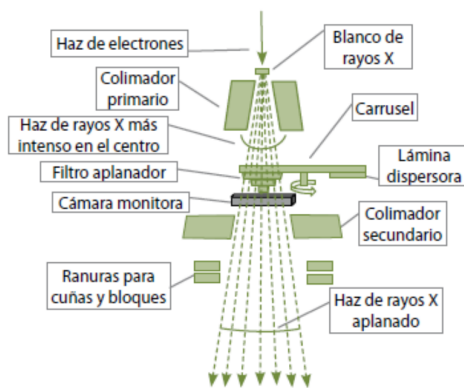 Haz de electrones
Blanco de
rayos X
Colimador
primario
Carrusel
Haz de rayos X más
intenso en el centro
Filtro aplanador
Lámina
dispersora
Cámara monitora
Colimador
secundario
Ranuras para
cuñas y bloques
Haz de rayos X
aplanado